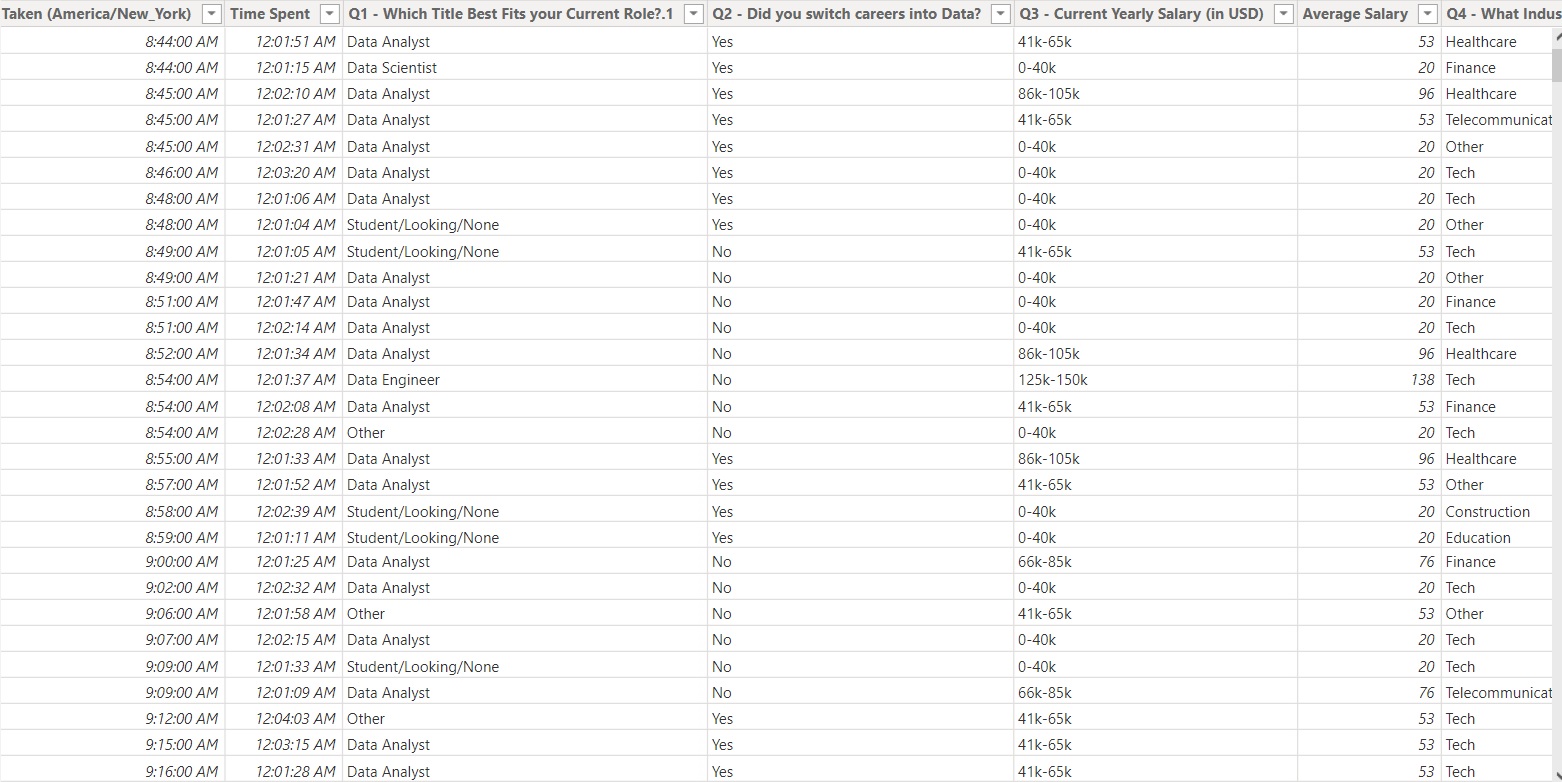 Taken (America/New_York) Time Spent Q1 - Which Title Best Fits your Current Role?.1 Q2 - Did you switch careers into Data? Q3 - Current Yearly Salary (in USD) Average Salary Q4 - What Indus
8:44:00 AM 12:01:51 AM Data Analyst Yes 41k-65k 53 Healthcare
8:44:00 AM 12:01:15 AM Data Scientist Yes 0-40k 20 Finance
8:45:00 AM 12:02:10 AM Data Analyst Yes 86k-105k 96 Healthcare
8:45:00 AM 12:01:27 AM Data Analyst Yes 41k-65k 53 Telecommunicat
8:45:00 AM 12:02:31 AM Data Analyst Yes 0-40k 20 Other
8:46:00 AM 12:03:20 AM Data Analyst Yes 0-40k 20 Tech
8:48:00 AM 12:01:06 AM Data Analyst Yes 0-40k 20 Tech
8:48:00 AM 12:01:04 AM Student/Looking/None Yes 0-40k 20 Other
8:49:00 AM 12:01:05 AM Student/Looking/None No 41k-65k 53 Tech
8:49:00 AM 12:01:21 AM Data Analyst No 0-40k 20 Other
8:51:00 AM 12:01:47 AM Data Analyst No 0-40k 20 Finance
8:51:00 AM 12:02:14 AM Data Analyst No 0-40k 20 Tech
8:52:00 AM 12:01:34 AM Data Analyst No 86k-105k 96 Healthcare
8:54:00 AM 12:01:37 AM Data Engineer No 125k-150k 138 Tech
8:54:00 AM 12:02:08 AM Data Analyst No 41k-65k 53 Finance
8:54:00 AM 12:02:28 AM Other No 0-40k 20 Tech
8:55:00 AM 12:01:33 AM Data Analyst Yes 86k-105k 96 Healthcare
8:57:00 AM 12:01:52 AM Data Analyst Yes 41k-65k 53 Other
8:58:00 AM 12:02:39 AM Student/Looking/None Yes 0-40k 20 Construction
8:59:00 AM 12:01:11 AM Student/Looking/None Yes 0-40k 20 Education
9:00:00 AM 12:01:25 AM Data Analyst No 66k-85k 76 Finance
9:02:00 AM 12:02:32 AM Data Analyst No 0-40k 20 Tech
9:06:00 AM 12:01:58 AM Other No 41k-65k 53 Other
9:07:00 AM 12:02:15 AM Data Analyst No 0-40k 20 Tech
9:09:00 AM 12:01:33 AM Student/Looking/None No 0-40k 20 Tech
9:09:00 AM 12:01:09 AM Data Analyst No 66k-85k 76 Telecommunicat
9:12:00 AM 12:04:03 AM Other Yes 41k-65k 53 Tech
9:15:00 AM 12:03:15 AM Data Analyst Yes 41k-65k 53 Tech
9:16:00 AM 12:01:28 AM Data Analyst Yes 41k-65k 53 Tech